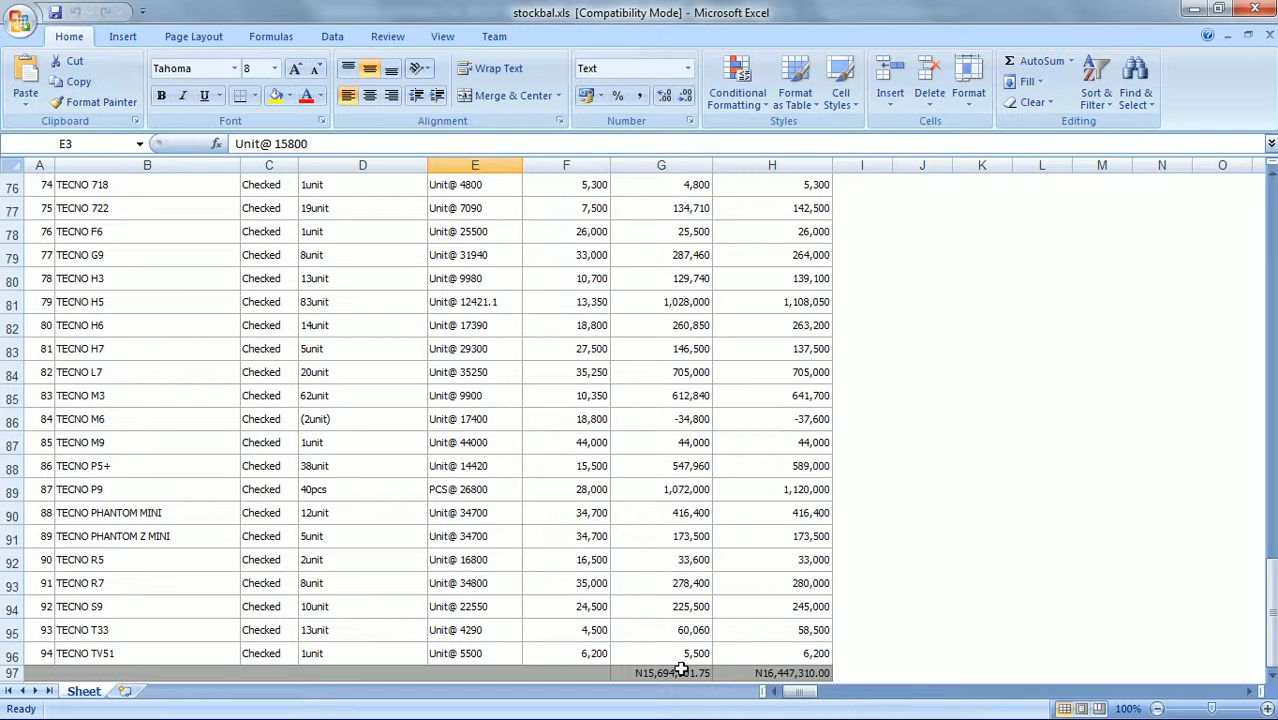 stockbal.xls [Compatibility Mode] - Microsoft Excel
Home Insert Page Layout Formulas Data Review View Team
Paste Cut Copy Format Painter Clipboard
Tahoma 8 B I U A Font
Wrap Text Merge & Center Alignment
Text % , Number
Conditional Formatting Format as Table Cell Styles Styles
Insert Delete Format Cells
Σ AutoSum Fill Clear Sort & Filter Find & Select Editing
E3 fx Unit@ 15800
A B C D E F G H I J K L M N O
76 74 TECNO 718 Checked 1unit Unit@ 4800 5,300 4,800 5,300
77 75 TECNO 722 Checked 19unit Unit@ 7090 7,500 134,710 142,500
78 76 TECNO F6 Checked 1unit Unit@ 25500 26,000 25,500 26,000
79 77 TECNO G9 Checked 8unit Unit@ 31940 33,000 287,460 264,000
80 78 TECNO H3 Checked 13unit Unit@ 9980 10,700 129,740 139,100
81 79 TECNO H5 Checked 83unit Unit@ 12421.1 13,350 1,028,000 1,108,050
82 80 TECNO H6 Checked 14unit Unit@ 17390 18,800 260,850 263,200
83 81 TECNO H7 Checked 5unit Unit@ 29300 27,500 146,500 137,500
84 82 TECNO L7 Checked 20unit Unit@ 35250 35,250 705,000 705,000
85 83 TECNO M3 Checked 62unit Unit@ 9900 10,350 612,840 641,700
86 84 TECNO M6 Checked (2unit) Unit@ 17400 18,800 -34,800 -37,600
87 85 TECNO M9 Checked 1unit Unit@ 44000 44,000 44,000 44,000
88 86 TECNO P5+ Checked 38unit Unit@ 14420 15,500 547,960 589,000
89 87 TECNO P9 Checked 40pcs PCS@ 26800 28,000 1,072,000 1,120,000
90 88 TECNO PHANTOM MINI Checked 12unit Unit@ 34700 34,700 416,400 416,400
91 89 TECNO PHANTOM Z MINI Checked 5unit Unit@ 34700 34,700 173,500 173,500
92 90 TECNO R5 Checked 2unit Unit@ 16800 16,500 33,600 33,000
93 91 TECNO R7 Checked 8unit Unit@ 34800 35,000 278,400 280,000
94 92 TECNO S9 Checked 10unit Unit@ 22550 24,500 225,500 245,000
95 93 TECNO T33 Checked 13unit Unit@ 4290 4,500 60,060 58,500
96 94 TECNO TV51 Checked 1unit Unit@ 5500 6,200 5,500 6,200
97 N16,447,310.00
Sheet
Ready 100%